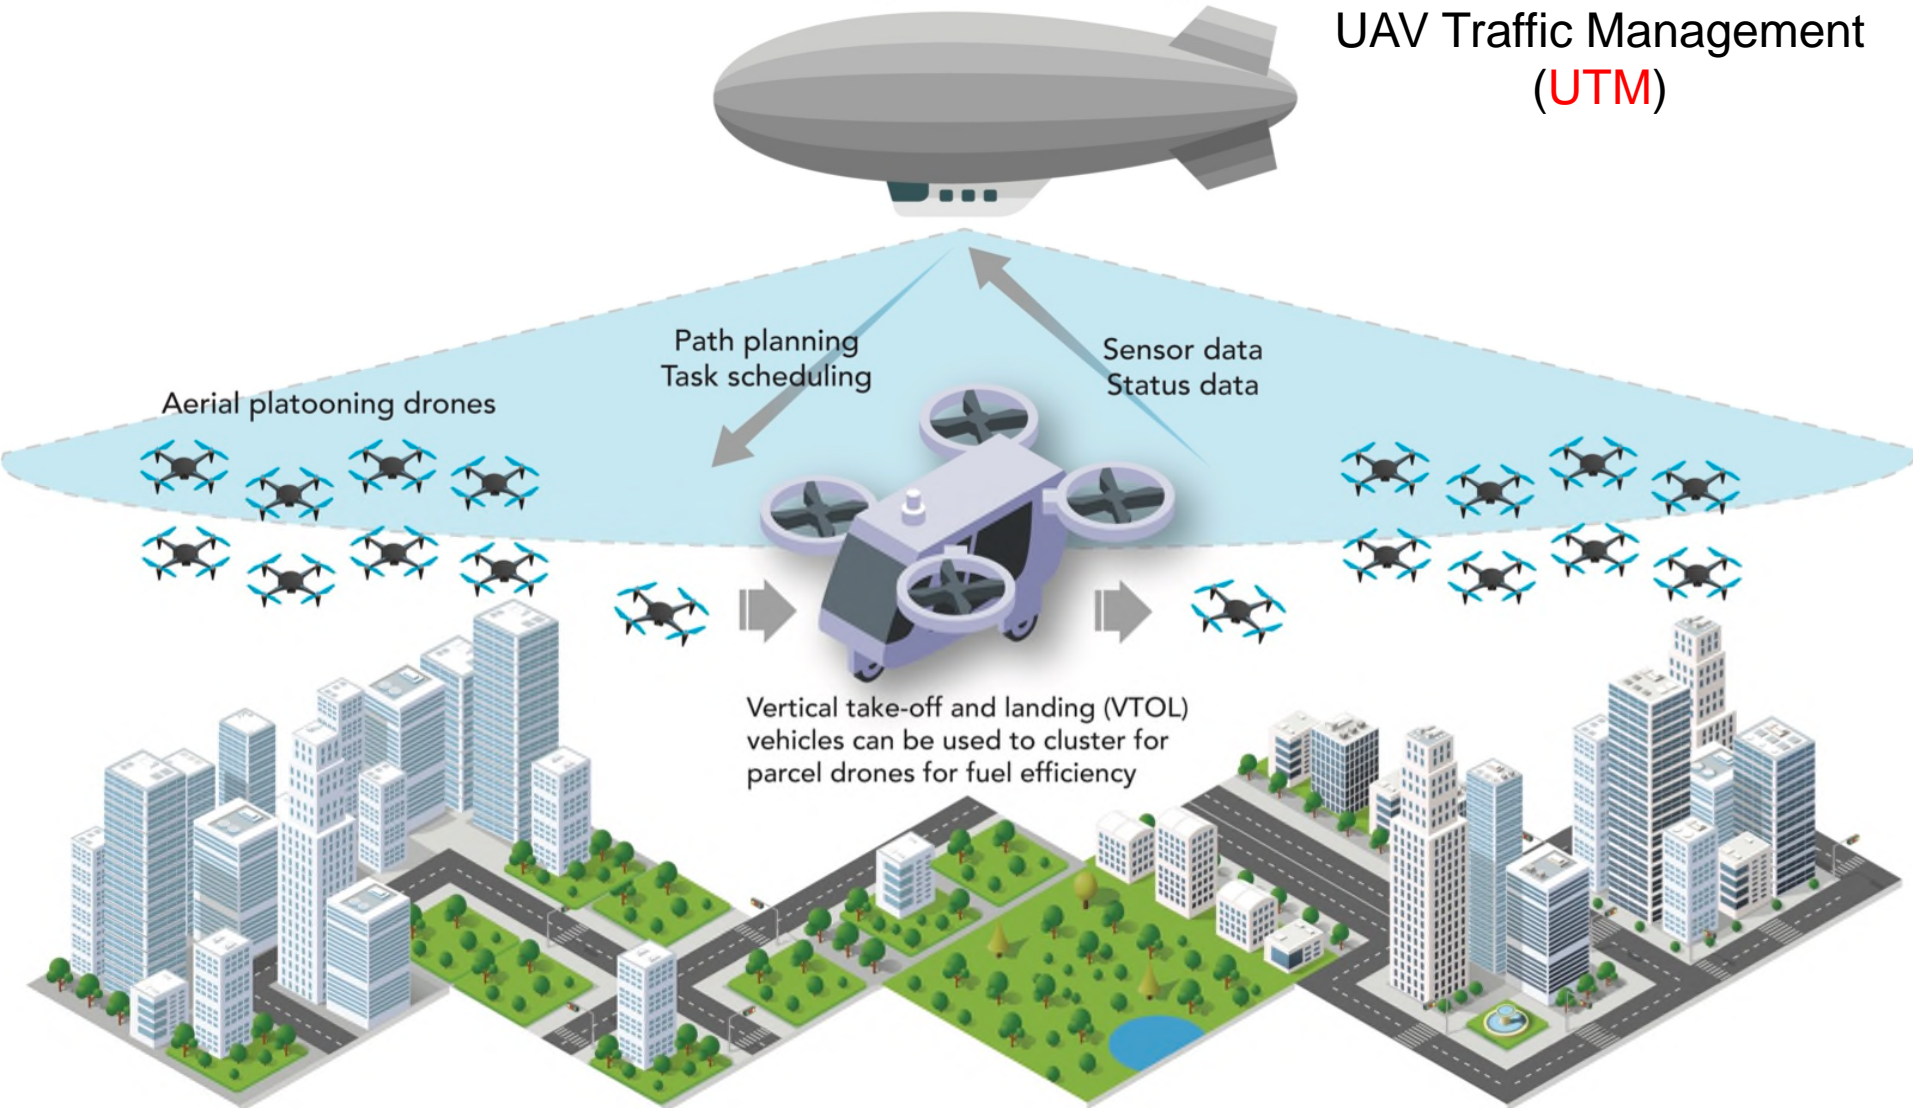 UAV Traffic Management
(UTM)
Path planning
Task scheduling
Sensor data
Status data
Aerial platooning drones
Vertical take-off and landing (VTOL)
vehicles can be used to cluster for
parcel drones for fuel efficiency